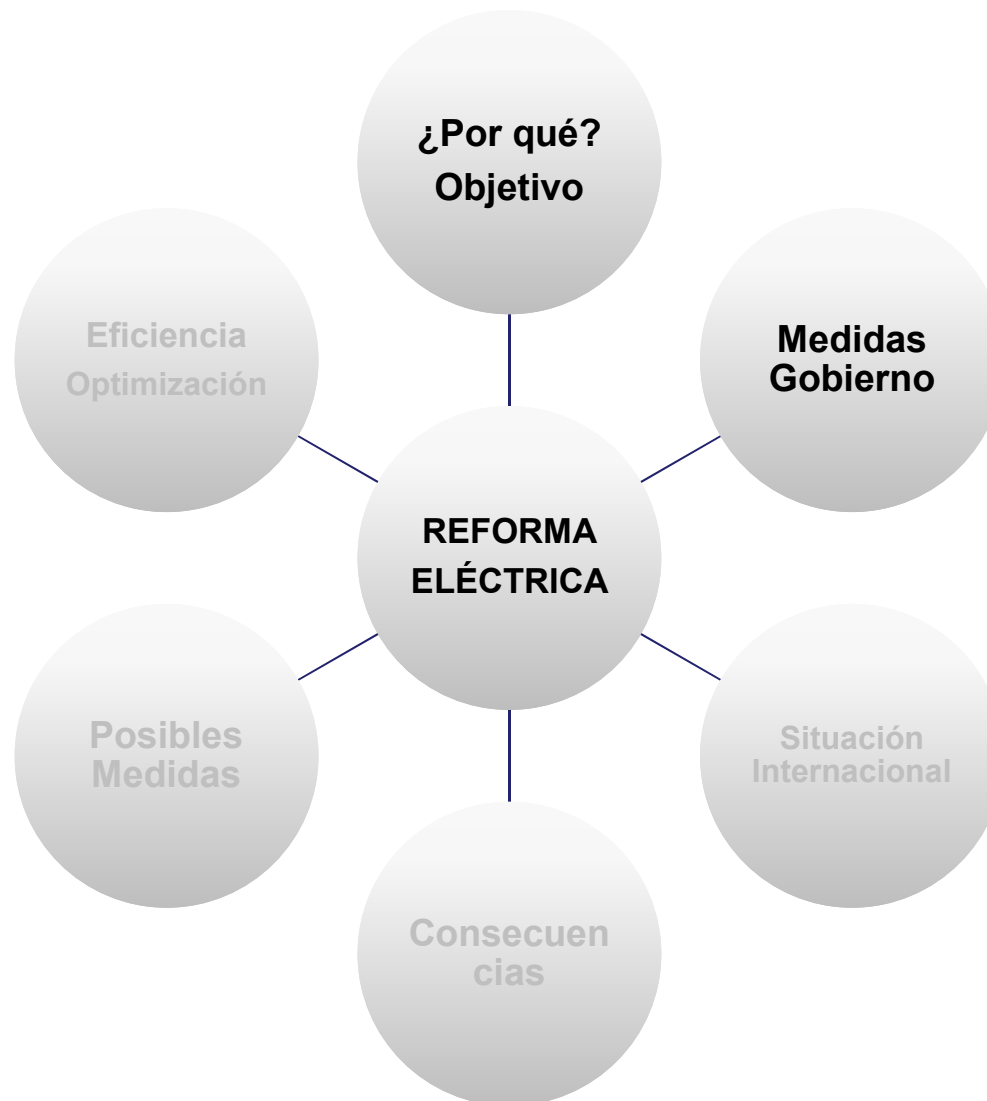 ¿Por qué?
Objetivo
Medidas
Gobierno
Situación
Internacional
Consecuen
cias
Posibles
Medidas
Eficiencia
Optimización
REFORMA
ELÉCTRICA